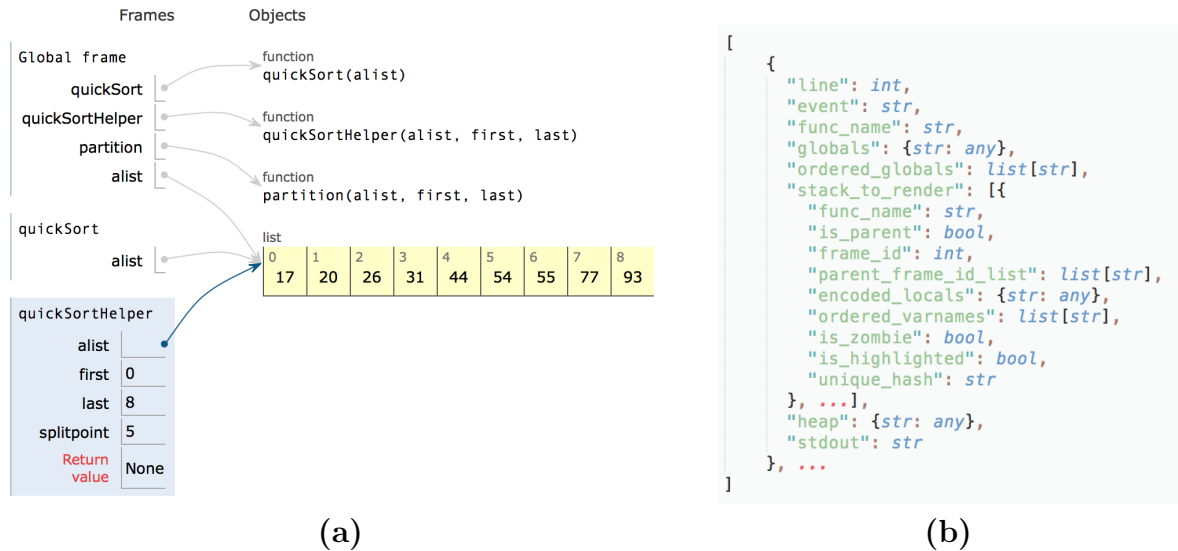 Frames Objects
Global frame
quickSort
quickSortHelper
partition
alist
function
quickSort(alist)
function
quickSortHelper(alist, first, last)
function
partition(alist, first, last)
quickSort
alist
list
0 1 2 3 4 5 6 7 8
17 20 26 31 44 54 55 77 93
quickSortHelper
alist
first 0
last 8
splitpoint 5
Return
value None
(a)
[
{
"line": int,
"event": str,
"func_name": str,
"globals": {str: any},
"ordered_globals": list[str],
"stack_to_render": [{
"func_name": str,
"is_parent": bool,
"frame_id": int,
"parent_frame_id_list": list[str],
"encoded_locals": {str: any},
"ordered_varnames": list[str],
"is_zombie": bool,
"is_highlighted": bool,
"unique_hash": str
}, ...],
"heap": {str: any},
"stdout": str
}, ...
]
(b)